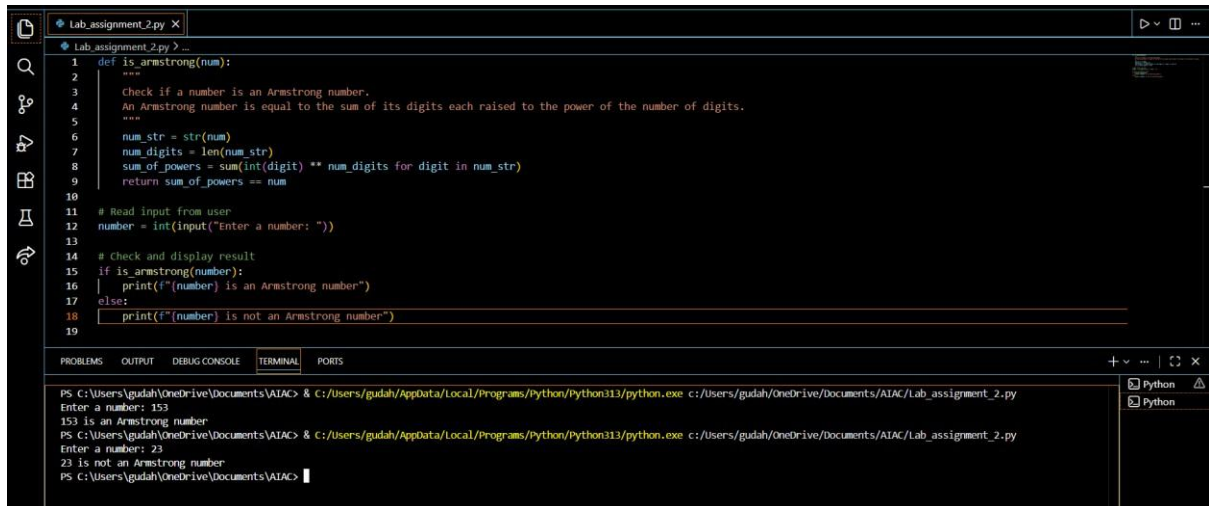 Lab_assignment_2.py
Lab_assignment_2.py > ...
1 def is_armstrong(num):
2     """
3     Check if a number is an Armstrong number.
4     An Armstrong number is equal to the sum of its digits each raised to the power of the number of digits.
5     """
6     num_str = str(num)
7     num_digits = len(num_str)
8     sum_of_powers = sum(int(digit) ** num_digits for digit in num_str)
9     return sum_of_powers == num
10
11 # Read input from user
12 number = int(input("Enter a number: "))
13
14 # Check and display result
15 if is_armstrong(number):
16     print(f"{number} is an Armstrong number")
17 else:
18     print(f"{number} is not an Armstrong number")
19
PROBLEMS OUTPUT DEBUG CONSOLE TERMINAL PORTS
PS C:\Users\gudah\OneDrive\Documents\AIAC> & C:/Users/gudah/AppData/Local/Programs/Python/Python313/python.exe c:/Users/gudah/OneDrive/Documents/AIAC/Lab_assignment_2.py
Enter a number: 153
153 is an Armstrong number
PS C:\Users\gudah\OneDrive\Documents\AIAC> & C:/Users/gudah/AppData/Local/Programs/Python/Python313/python.exe c:/Users/gudah/OneDrive/Documents/AIAC/Lab_assignment_2.py
Enter a number: 23
23 is not an Armstrong number
PS C:\Users\gudah\OneDrive\Documents\AIAC>
Python
Python